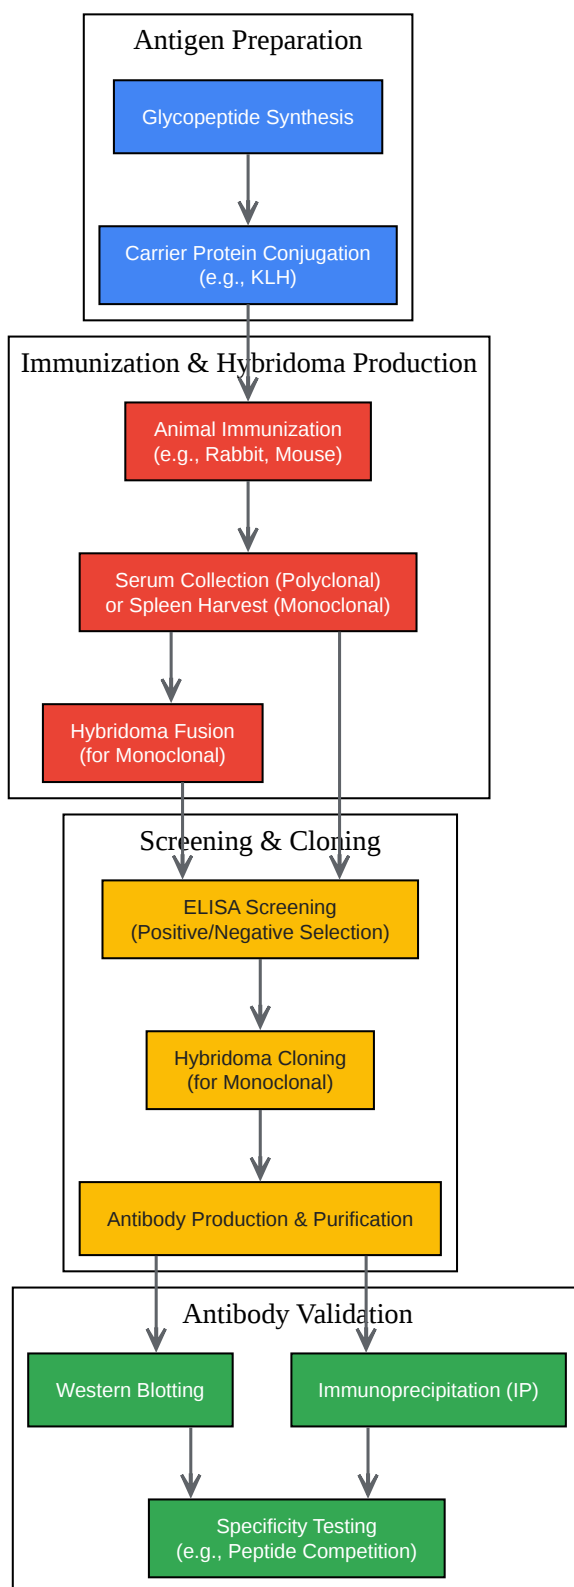 Antigen Preparation
Glycopeptide Synthesis
Carrier Protein Conjugation
(e.g., KLH)
Immunization & Hybridoma Production
Animal Immunization
(e.g., Rabbit, Mouse)
Serum Collection (Polyclonal)
or Spleen Harvest (Monoclonal)
Hybridoma Fusion
(for Monoclonal)
Screening & Cloning
ELISA Screening
(Positive/Negative Selection)
Hybridoma Cloning
(for Monoclonal)
Antibody Production & Purification
Antibody Validation
Western Blotting
Immunoprecipitation (IP)
Specificity Testing
(e.g., Peptide Competition)